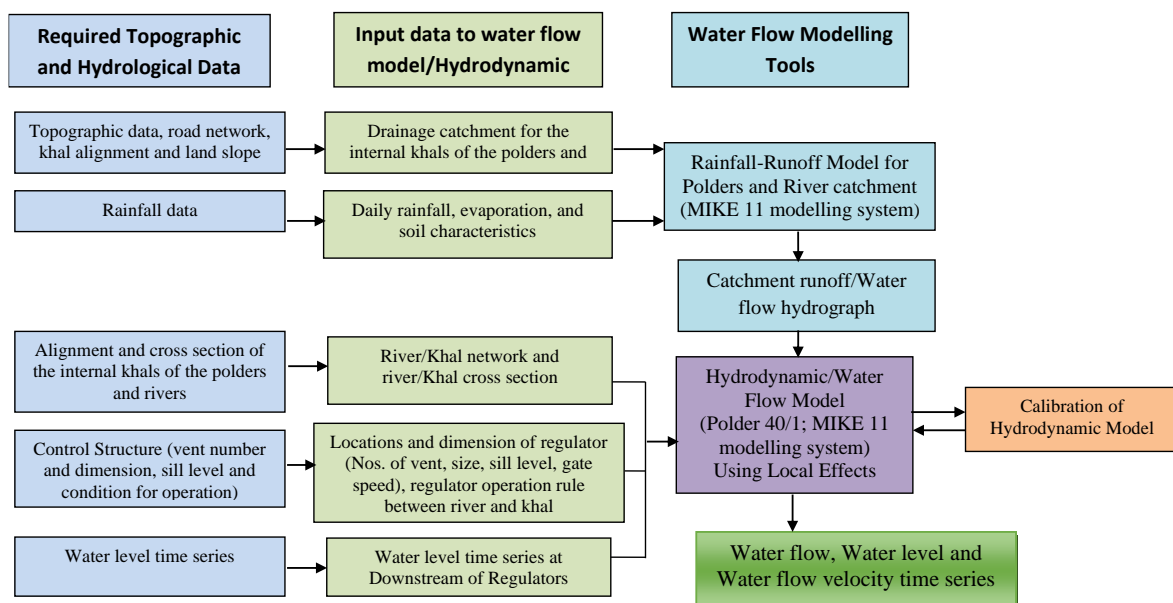 Required Topographic
and Hydrological Data
Input data to water flow
model/Hydrodynamic
Water Flow Modelling
Tools
Topographic data, road network,
khal alignment and land slope
Drainage catchment for the
internal khals of the polders and
Rainfall-Runoff Model for
Polders and River catchment
(MIKE 11 modelling system)
Rainfall data
Daily rainfall, evaporation, and
soil characteristics
Catchment runoff/Water
flow hydrograph
Alignment and cross section of
the internal khals of the polders
and rivers
River/Khal network and
river/Khal cross section
Hydrodynamic/Water
Flow Model
(Polder 40/1; MIKE 11
modelling system)
Using Local Effects
Calibration of
Hydrodynamic Model
Control Structure (vent number
and dimension, sill level and
condition for operation)
Locations and dimension of regulator
(Nos. of vent, size, sill level, gate
speed), regulator operation rule
between river and khal
Water level time series
Water level time series at
Downstream of Regulators
Water flow, Water level and
Water flow velocity time series